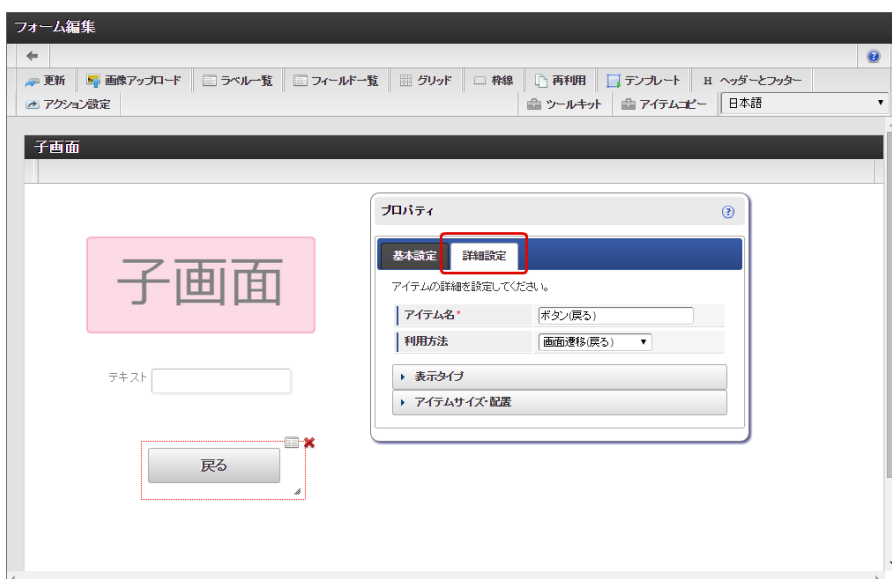 フォーム編集
更新 画像アップロード ラベル一覧 フィールド一覧 グリッド 枠線 再利用 テンプレート H ヘッダーとフッター
アクション設定 ツールキット アイテムコピー 日本語
子画面
プロパティ
基本設定 詳細設定
アイテムの詳細を設定してください。
アイテム名* ボタン(戻る)
利用方法 画面遷移(戻る)
表示タイプ
アイテムサイズ・配置
子画面
テキスト
戻る